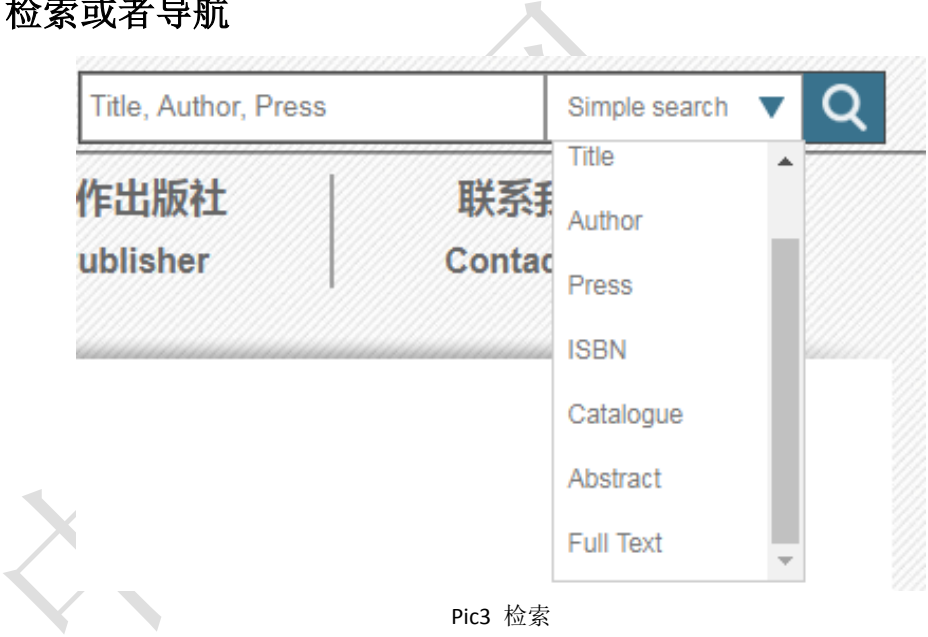 检索或者导航
Title, Author, Press
Simple search
Title
作出版社
联系我
Author
ublisher
Contac
Press
ISBN
Catalogue
Abstract
Full Text
Pic3 检索